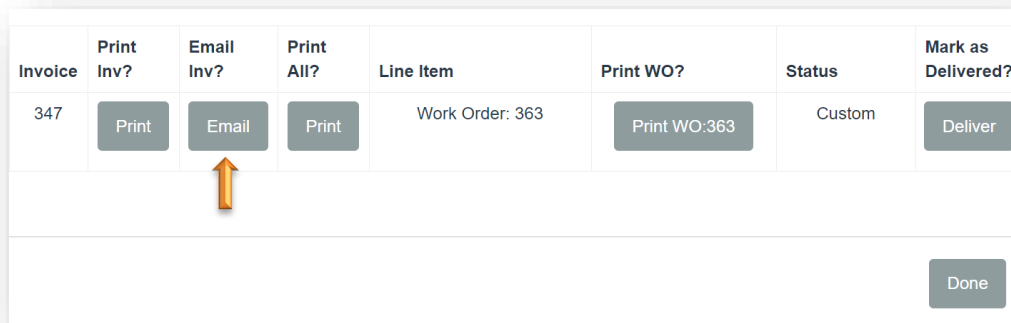 Invoice
Print
Inv?
Email
Inv?
Print
All?
Line Item
Print WO?
Status
Mark as
Delivered?
347
Print
Email
Print
Work Order: 363
Print WO:363
Custom
Deliver
Done